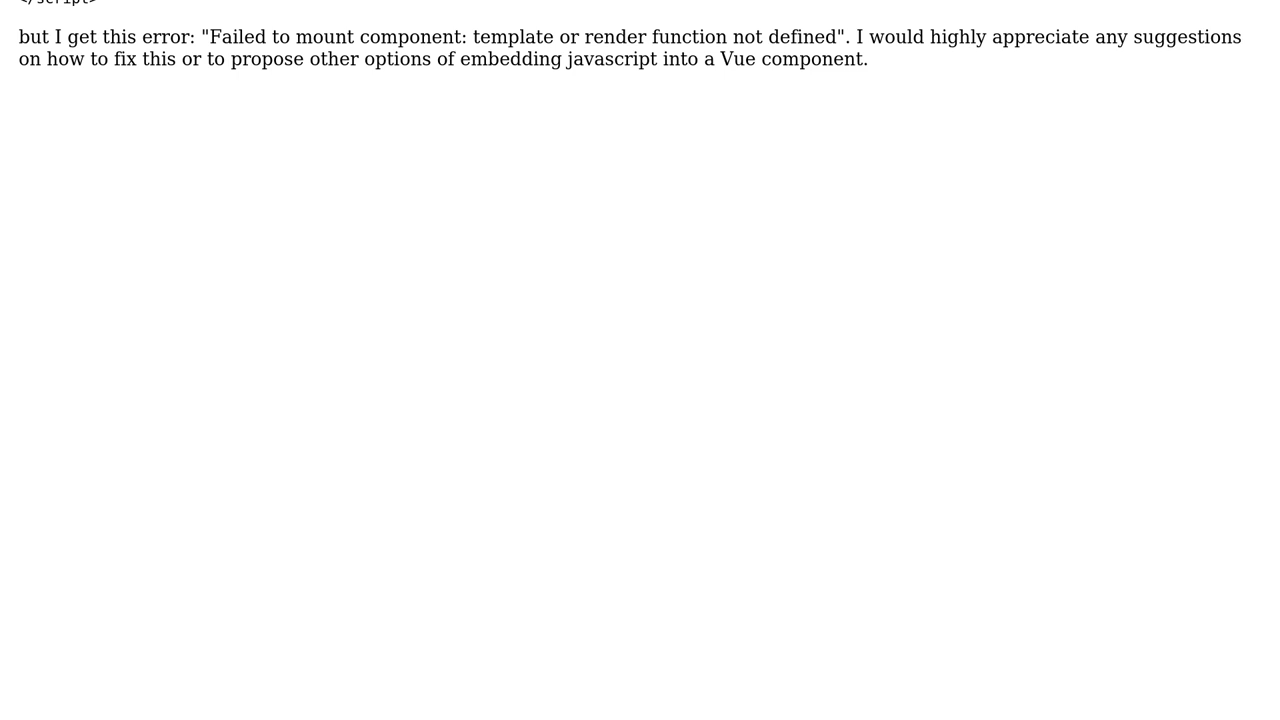 </script>
but I get this error: "Failed to mount component: template or render function not defined". I would highly appreciate any suggestions
on how to fix this or to propose other options of embedding javascript into a Vue component.